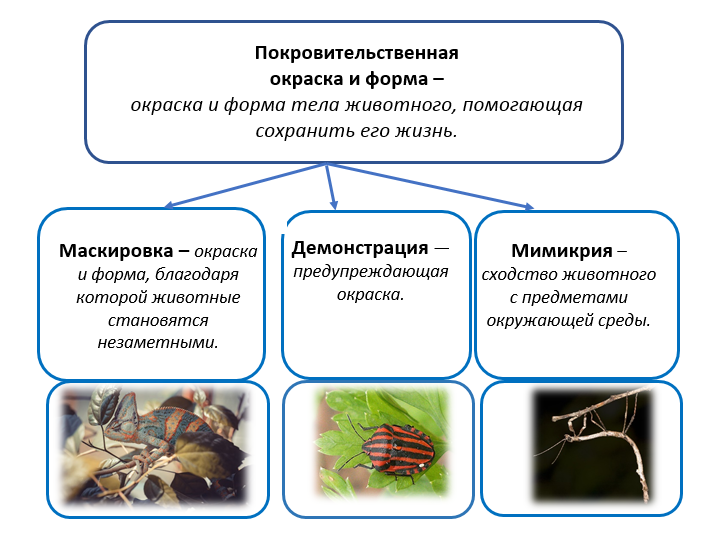 Покровительственная
окраска и форма –
окраска и форма тела животного, помогающая
сохранить его жизнь.
Маскировка – окраска
и форма, благодаря
которой животные
становятся
незаметными.
Демонстрация —
предупреждающая
окраска.
Мимикрия –
сходство животного
с предметами
окружающей среды.